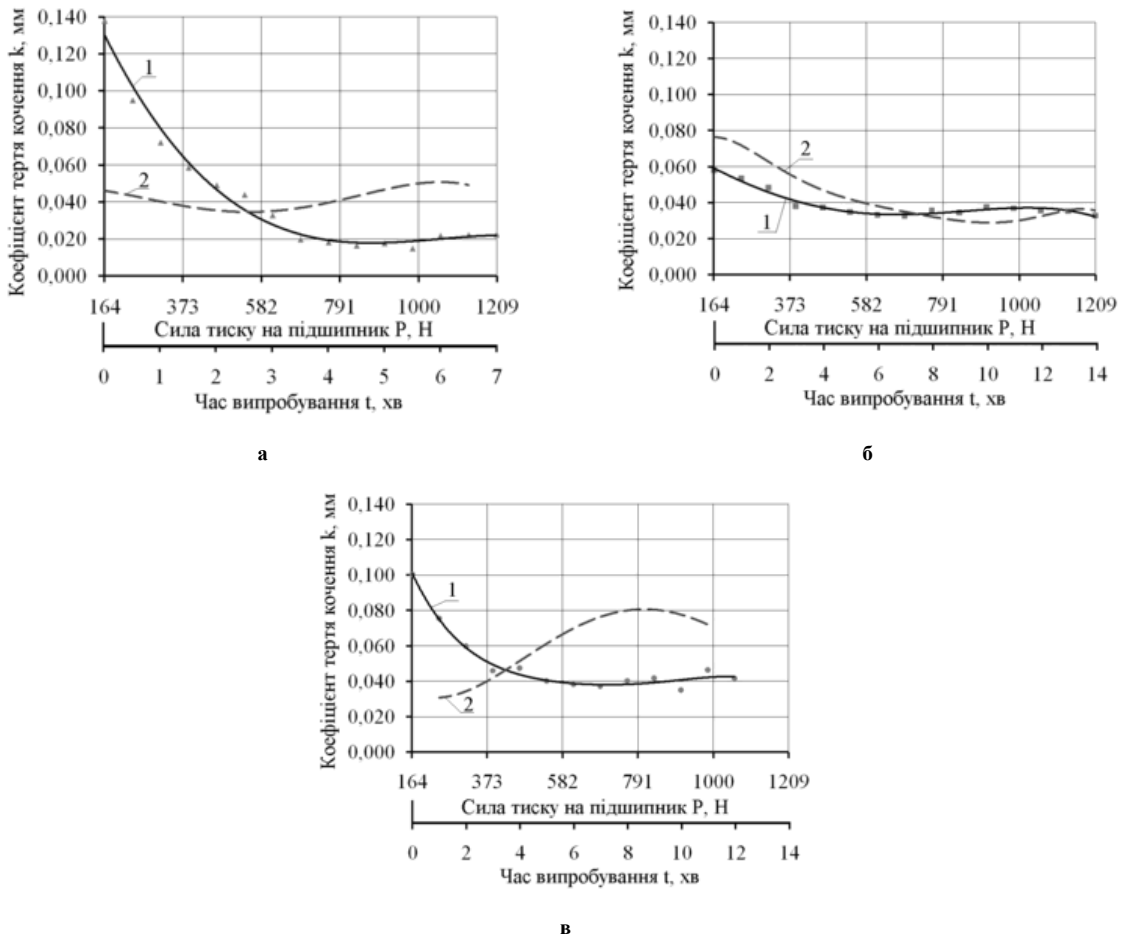 Коефіцієнт тертя кочення k, мм
0,140
0,120
0,100
0,080
0,060
0,040
0,020
0,000
1
2
164 373 582 791 1000 1209
Сила тиску на підшипник P, Н
0 1 2 3 4 5 6 7
Час випробування t, хв
а
Коефіцієнт тертя кочення k, мм
0,140
0,120
0,100
0,080
0,060
0,040
0,020
0,000
2
1
164 373 582 791 1000 1209
Сила тиску на підшипник P, Н
0 2 4 6 8 10 12 14
Час випробування t, хв
б
Коефіцієнт тертя кочення k, мм
0,140
0,120
0,100
0,080
0,060
0,040
0,020
0,000
1
2
164 373 582 791 1000 1209
Сила тиску на підшипник P, Н
0 2 4 6 8 10 12 14
Час випробування t, хв
в